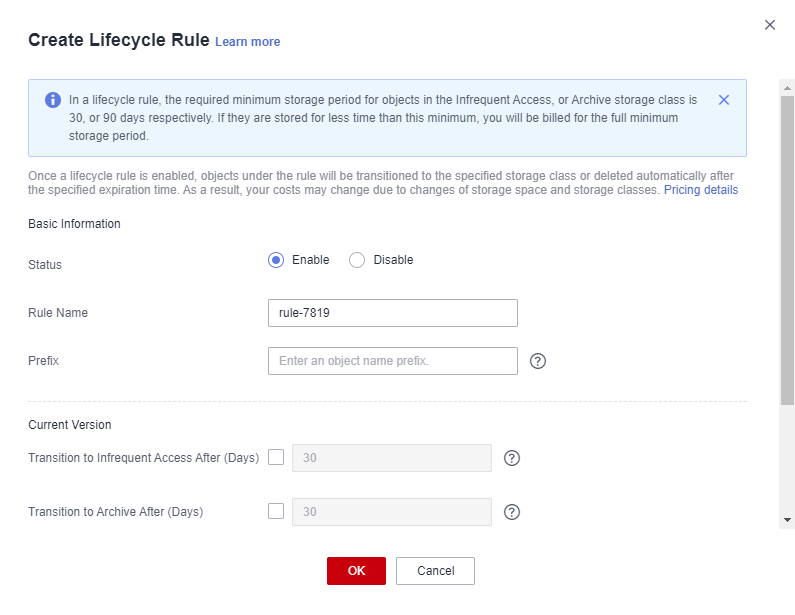 Create Lifecycle Rule Learn more
In a lifecycle rule, the required minimum storage period for objects in the Infrequent Access, or Archive storage class is
30, or 90 days respectively. If they are stored for less time than this minimum, you will be billed for the full minimum
storage period.
Once a lifecycle rule is enabled, objects under the rule will be transitioned to the specified storage class or deleted automatically after
the specified expiration time. As a result, your costs may change due to changes of storage space and storage classes. Pricing details
Basic Information
Status Enable Disable
Rule Name rule-7819
Prefix Enter an object name prefix.
Current Version
Transition to Infrequent Access After (Days) 30
Transition to Archive After (Days) 30
OK Cancel